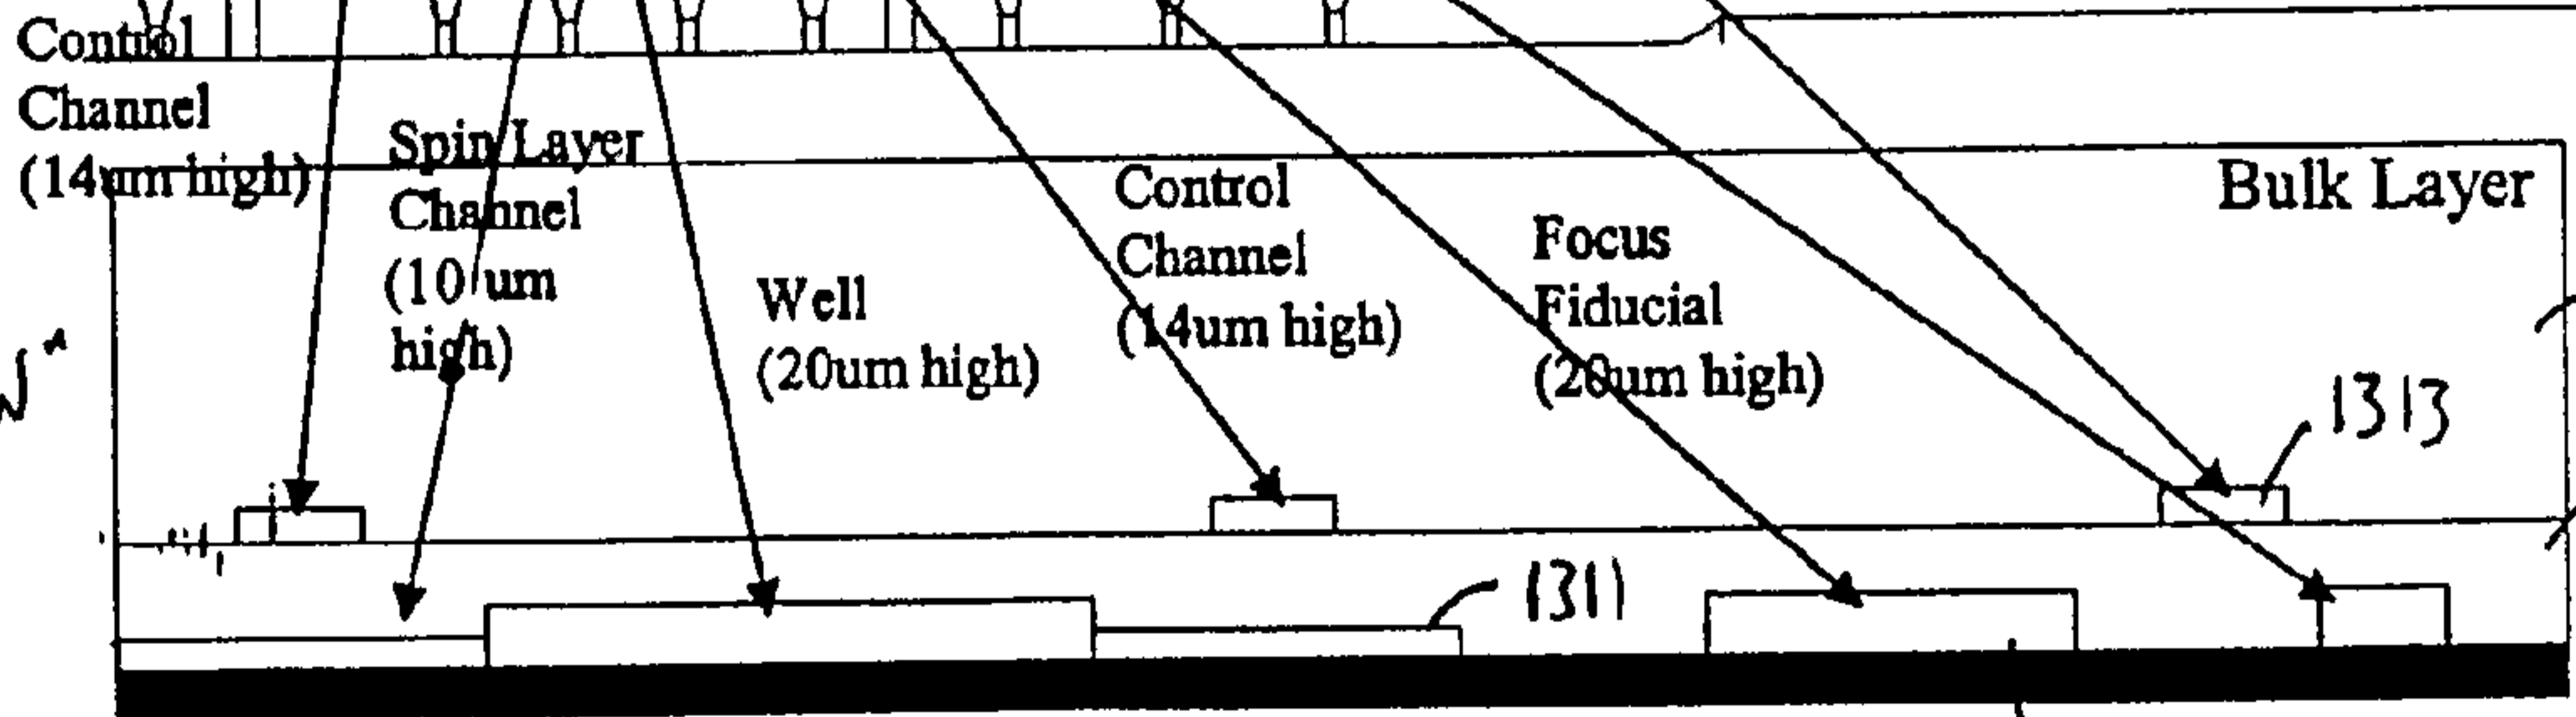 Control
Channel
(14um high)
Spin Layer
Channel
(10 um
high)
Well
(20um high)
Control
Channel
(14um high)
Focus
Fiducial
(20um high)
Bulk Layer
1313
1311